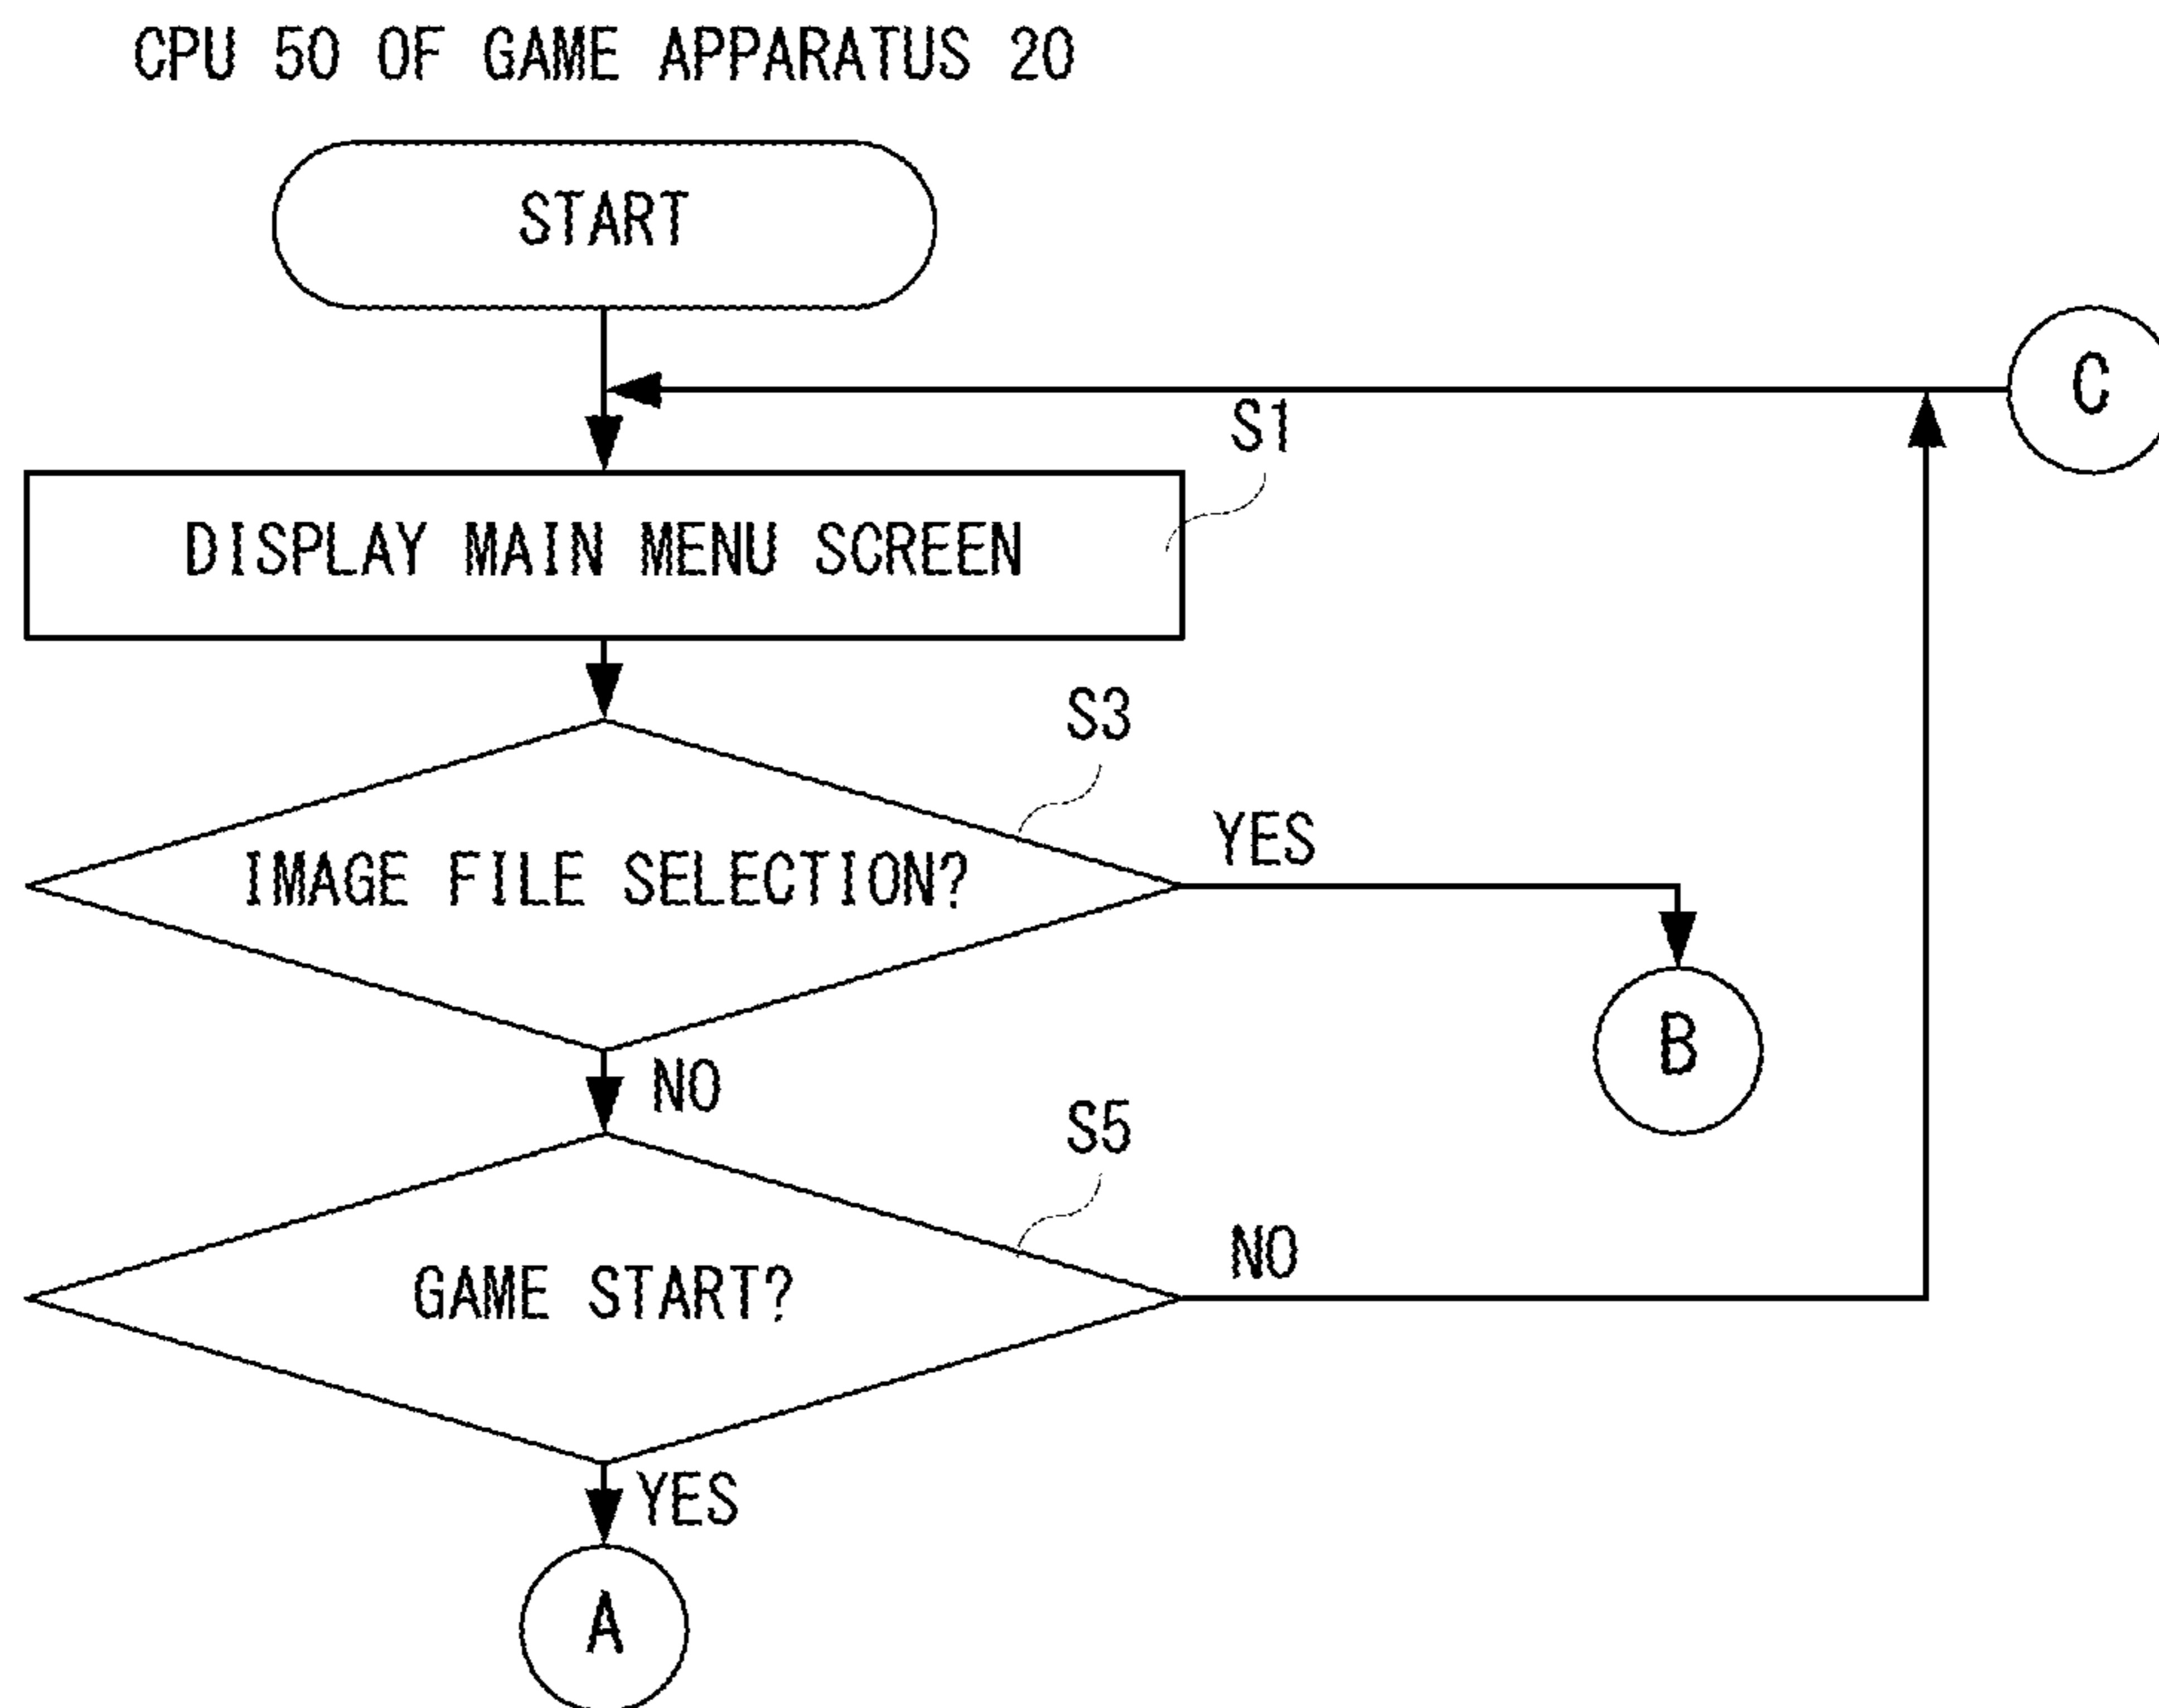 CPU 50 OF GAME APPARATUS 20
START
C
S1
DISPLAY MAIN MENU SCREEN
S3
YES
IMAGE FILE SELECTION?
B
NO
S5
NO
GAME START?
YES
A